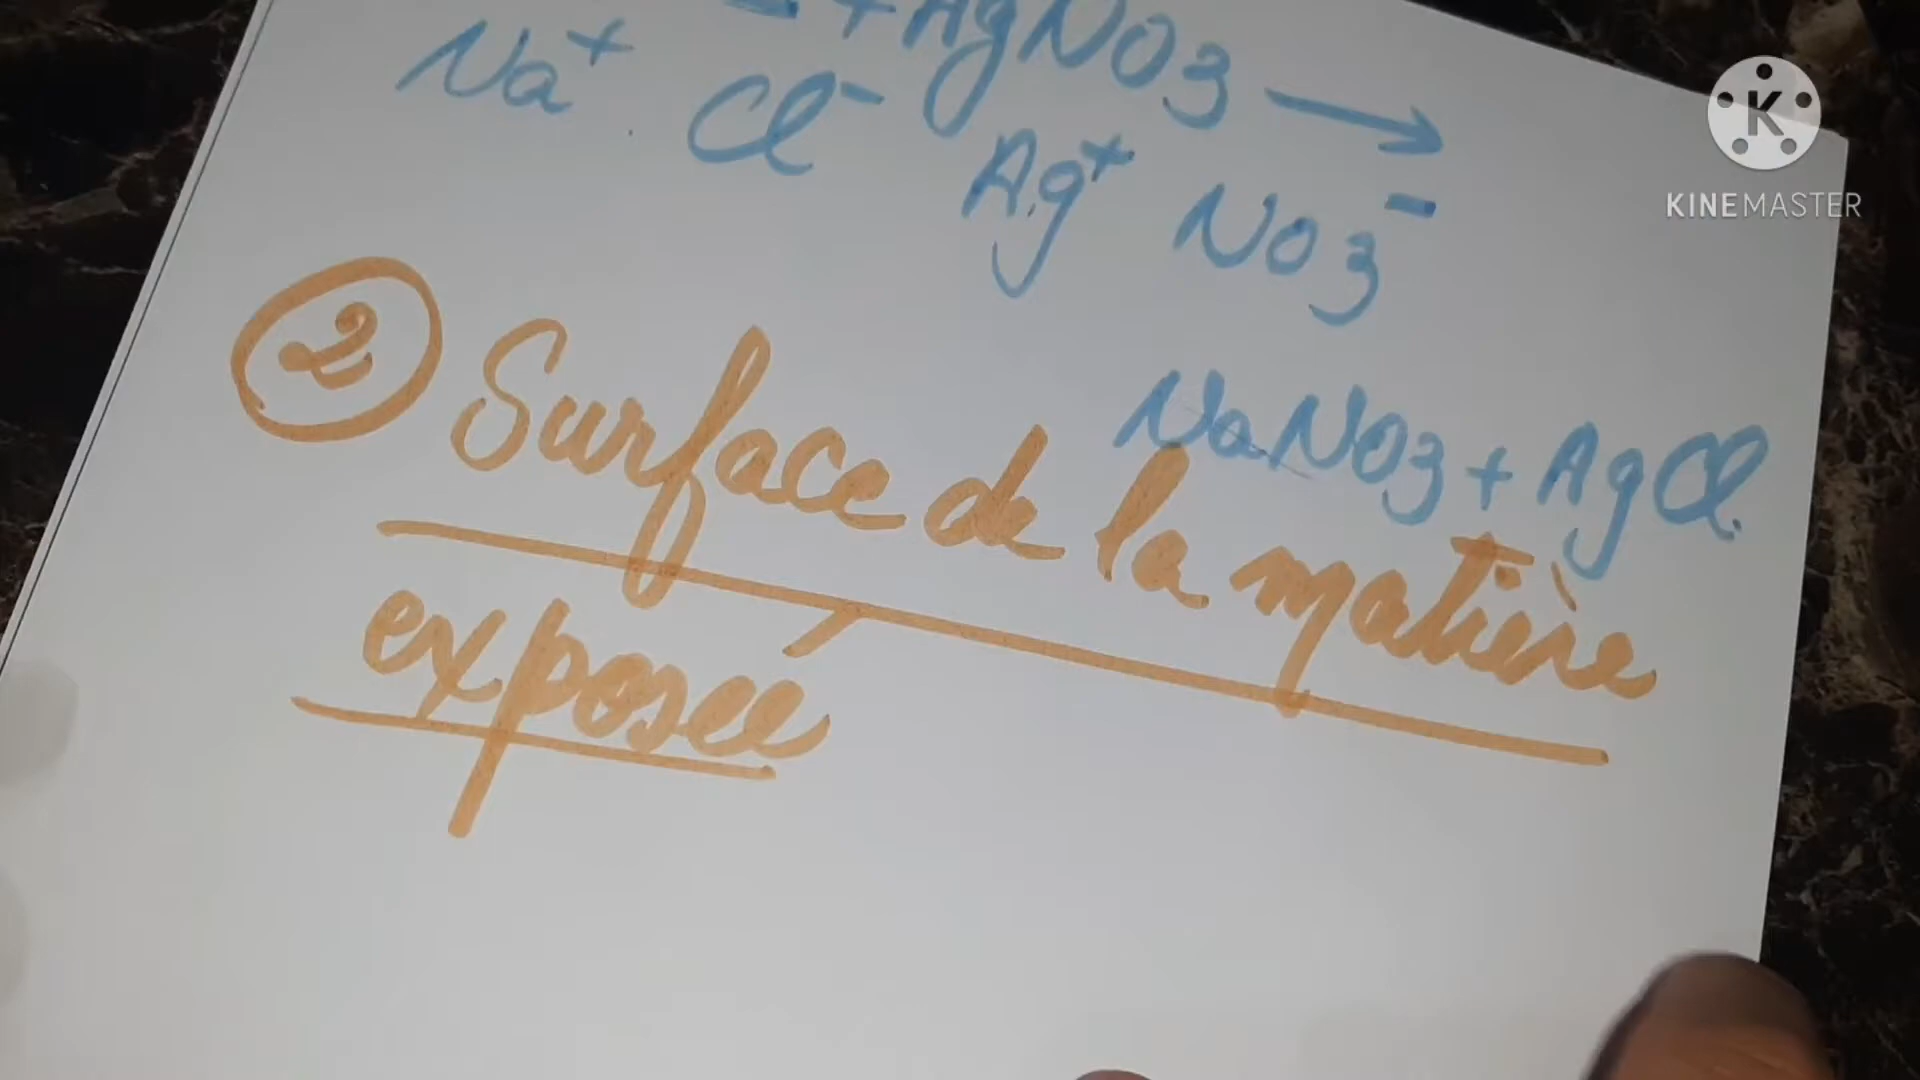 + AgNO3 →
Na+ Cl-
Ag+ NO3-
NaNO3 + AgCl
2 Surface de la matière
exposée
K
KINEMASTER